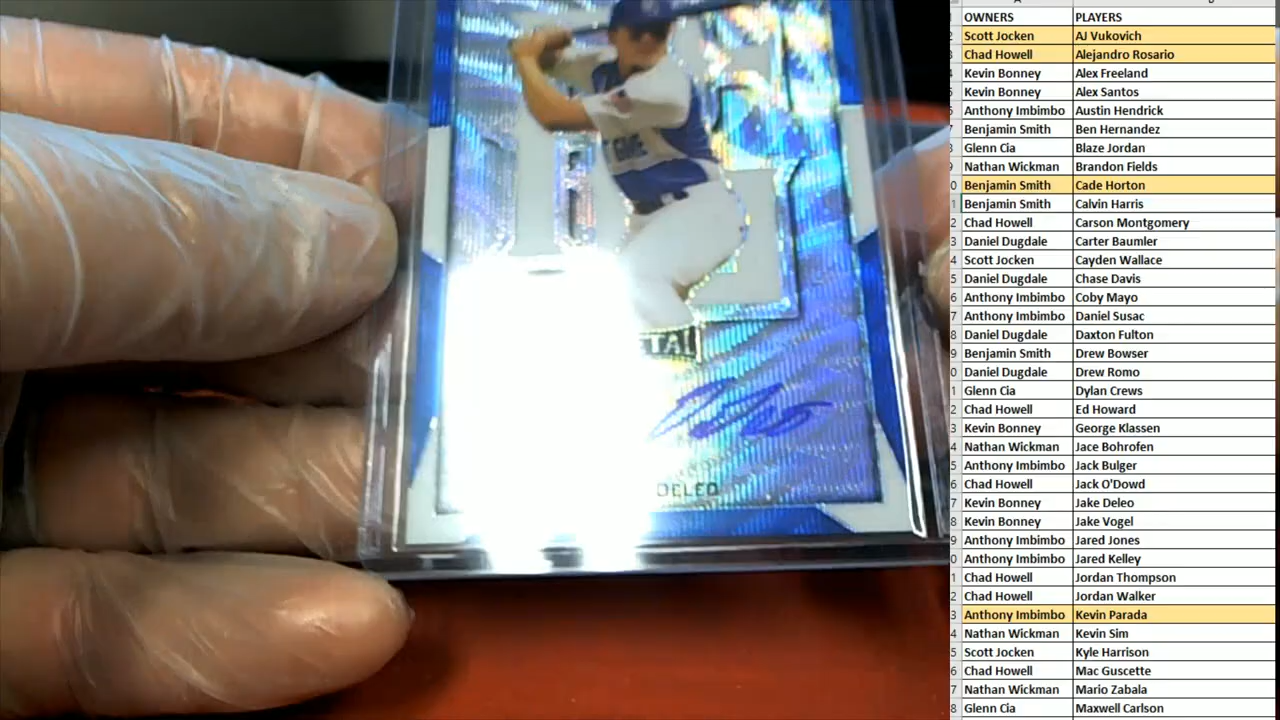 OWNERS PLAYERS
Scott Jocken AJ Vukovich
Chad Howell Alejandro Rosario
Kevin Bonney Alex Freeland
Kevin Bonney Alex Santos
Anthony Imbimbo Austin Hendrick
Benjamin Smith Ben Hernandez
Glenn Cia Blaze Jordan
Nathan Wickman Brandon Fields
Benjamin Smith Cade Horton
Benjamin Smith Calvin Harris
Chad Howell Carson Montgomery
Daniel Dugdale Carter Baumler
Scott Jocken Cayden Wallace
Daniel Dugdale Chase Davis
Anthony Imbimbo Coby Mayo
Anthony Imbimbo Daniel Susac
Daniel Dugdale Daxton Fulton
Benjamin Smith Drew Bowser
Daniel Dugdale Drew Romo
Glenn Cia Dylan Crews
Chad Howell Ed Howard
Kevin Bonney George Klassen
Nathan Wickman Jace Bohrofen
Anthony Imbimbo Jack Bulger
Chad Howell Jack O'Dowd
Kevin Bonney Jake Deleo
Kevin Bonney Jake Vogel
Anthony Imbimbo Jared Jones
Anthony Imbimbo Jared Kelley
Chad Howell Jordan Thompson
Chad Howell Jordan Walker
Anthony Imbimbo Kevin Parada
Nathan Wickman Kevin Sim
Scott Jocken Kyle Harrison
Chad Howell Mac Guscette
Nathan Wickman Mario Zabala
Glenn Cia Maxwell Carlson
TAL
DELEO